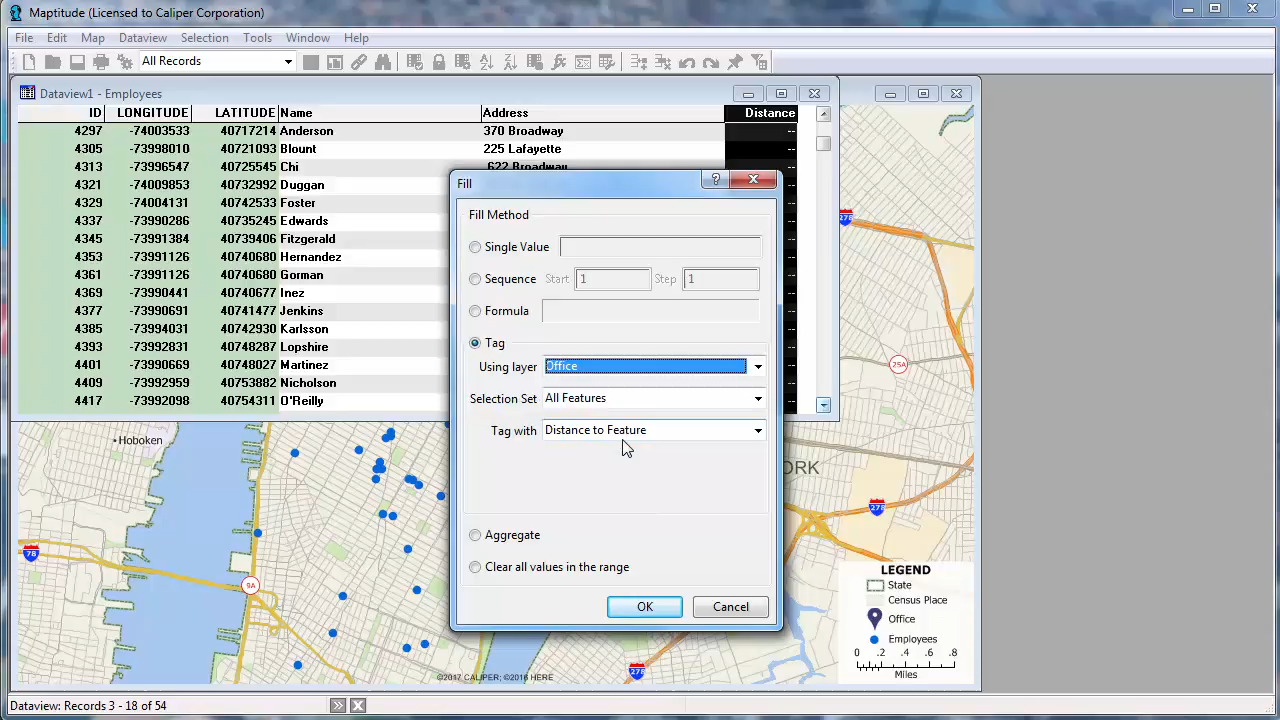 Maptitude (Licensed to Caliper Corporation)
File Edit Map Dataview Selection Tools Window Help
All Records
Dataview1 - Employees
ID LONGITUDE LATITUDE Name Address Distance
4297 -74003533 40717214 Anderson 370 Broadway --
4305 -73998010 40721093 Blount 225 Lafayette --
4313 -73996547 40725545 Chi 622 Broadway --
4321 -74009853 40732992 Duggan --
4329 -74004131 40742533 Foster --
4337 -73990286 40735245 Edwards --
4345 -73991384 40739406 Fitzgerald --
4353 -73991126 40740680 Hernandez --
4361 -73991126 40740680 Gorman --
4369 -73990441 40740677 Inez --
4377 -73990691 40741477 Jenkins --
4385 -73994031 40742930 Karlsson --
4393 -73992831 40748287 Lopshire --
4401 -73990669 40748027 Martinez --
4409 -73992959 40753882 Nicholson --
4417 -73992098 40754311 O'Reilly --
Fill
?
Fill Method
Single Value
Sequence Start 1 Step 1
Formula
Tag
Using layer Office
Selection Set All Features
Tag with Distance to Feature
Aggregate
Clear all values in the range
OK Cancel
Hoboken
ORK
278
25A
278
78
9A
278
LEGEND
State
Census Place
Office
Employees
0 .2 .4 .6 .8
Miles
©2017 CALIPER; ©2016 HERE
Dataview: Records 3 - 18 of 54